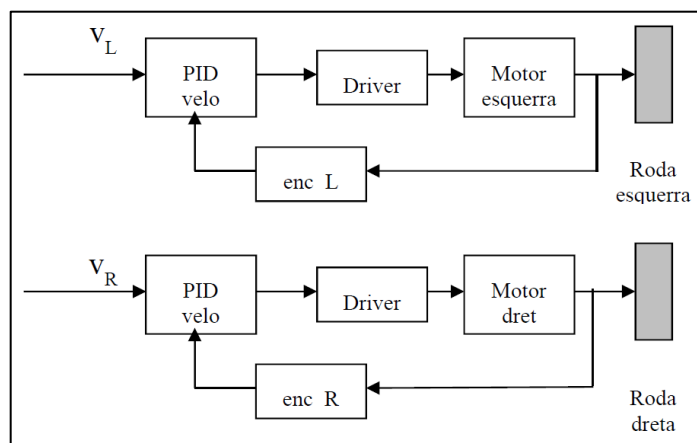 V_L
PID
velo
Driver
Motor
esquerra
enc L
Roda
esquerra
V_R
PID
velo
Driver
Motor
dret
enc R
Roda
dreta